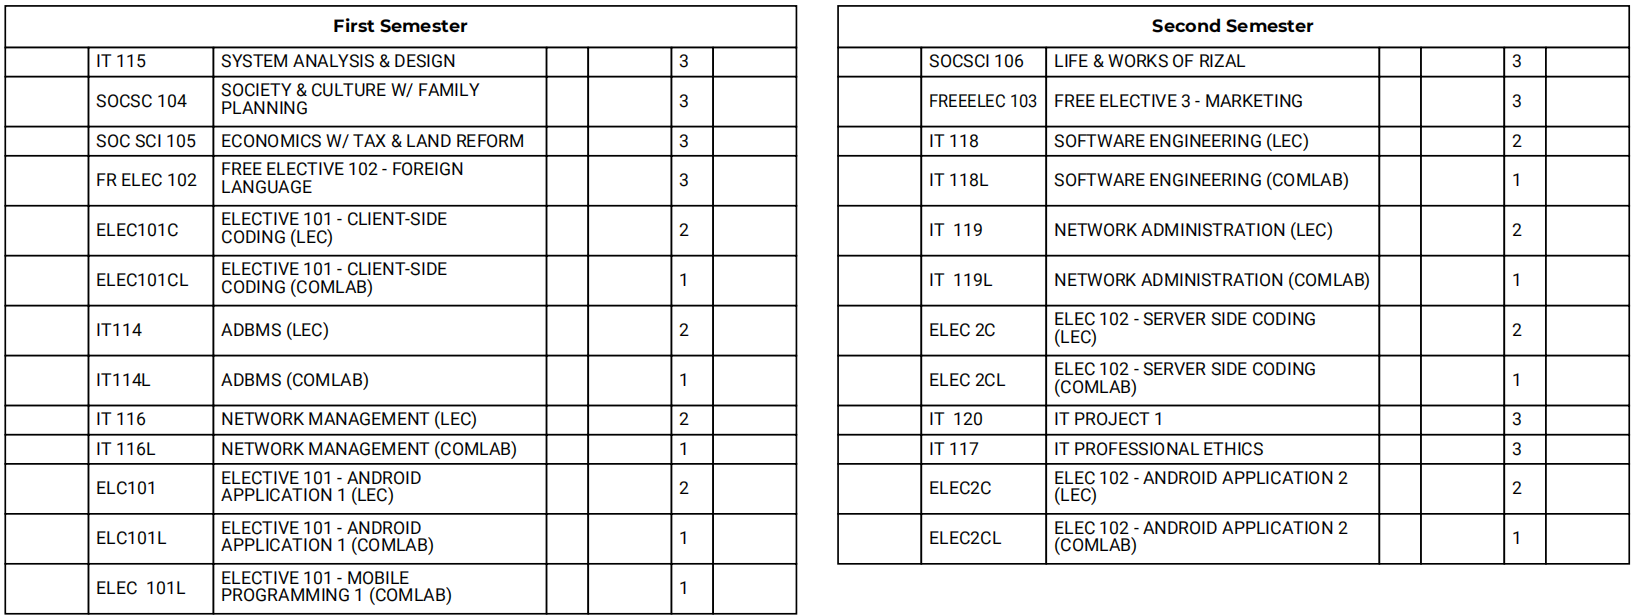 First Semester
IT 115 SYSTEM ANALYSIS & DESIGN 3
SOCSC 104 SOCIETY & CULTURE W/ FAMILY
PLANNING 3
SOC SCI 105 ECONOMICS W/ TAX & LAND REFORM 3
FR ELEC 102 FREE ELECTIVE 102 - FOREIGN
LANGUAGE 3
ELEC101C ELECTIVE 101 - CLIENT-SIDE
CODING (LEC) 2
ELEC101CL ELECTIVE 101 - CLIENT-SIDE
CODING (COMLAB) 1
IT114 ADBMS (LEC) 2
IT114L ADBMS (COMLAB) 1
IT 116 NETWORK MANAGEMENT (LEC) 2
IT 116L NETWORK MANAGEMENT (COMLAB) 1
ELC101 ELECTIVE 101 - ANDROID
APPLICATION 1 (LEC) 2
ELC101L ELECTIVE 101 - ANDROID
APPLICATION 1 (COMLAB) 1
ELEC 101L ELECTIVE 101 - MOBILE
PROGRAMMING 1 (COMLAB) 1
Second Semester
SOCSCI 106 LIFE & WORKS OF RIZAL 3
FREEELEC 103 FREE ELECTIVE 3 - MARKETING 3
IT 118 SOFTWARE ENGINEERING (LEC) 2
IT 118L SOFTWARE ENGINEERING (COMLAB) 1
IT 119 NETWORK ADMINISTRATION (LEC) 2
IT 119L NETWORK ADMINISTRATION (COMLAB) 1
ELEC 2C ELEC 102 - SERVER SIDE CODING
(LEC) 2
ELEC 2CL ELEC 102 - SERVER SIDE CODING
(COMLAB) 1
IT 120 IT PROJECT 1 3
IT 117 IT PROFESSIONAL ETHICS 3
ELEC2C ELEC 102 - ANDROID APPLICATION 2
(LEC) 2
ELEC2CL ELEC 102 - ANDROID APPLICATION 2
(COMLAB) 1